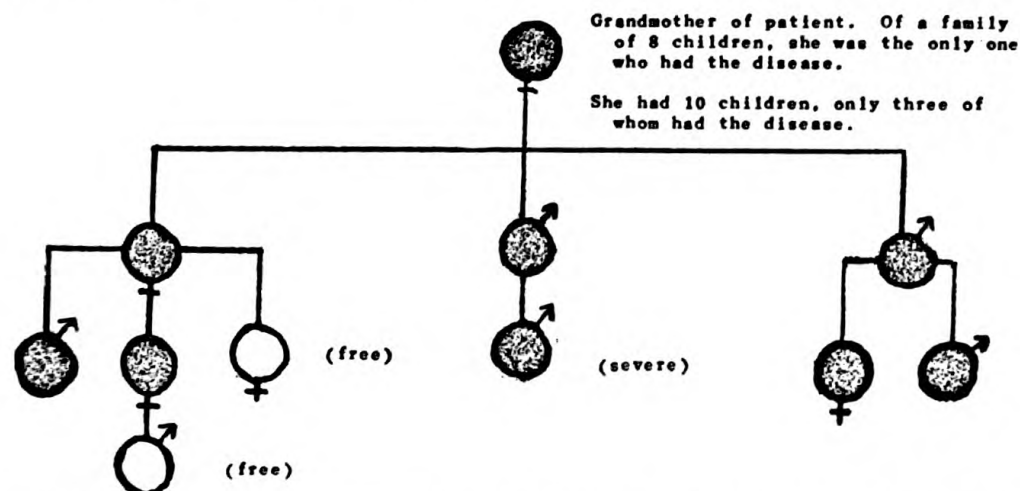 Grandmother of patient. Of a family
of 8 children, she was the only one
who had the disease.
She had 10 children, only three of
whom had the disease.
(free)
(severe)
(free)